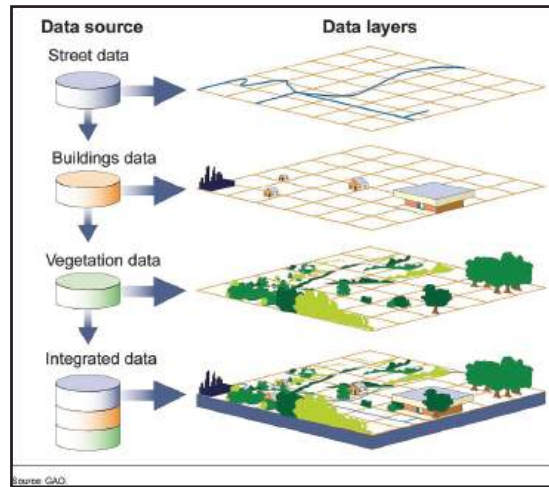 Data source
Data layers
Street data
Buildings data
Vegetation data
Integrated data
Source: GAO.